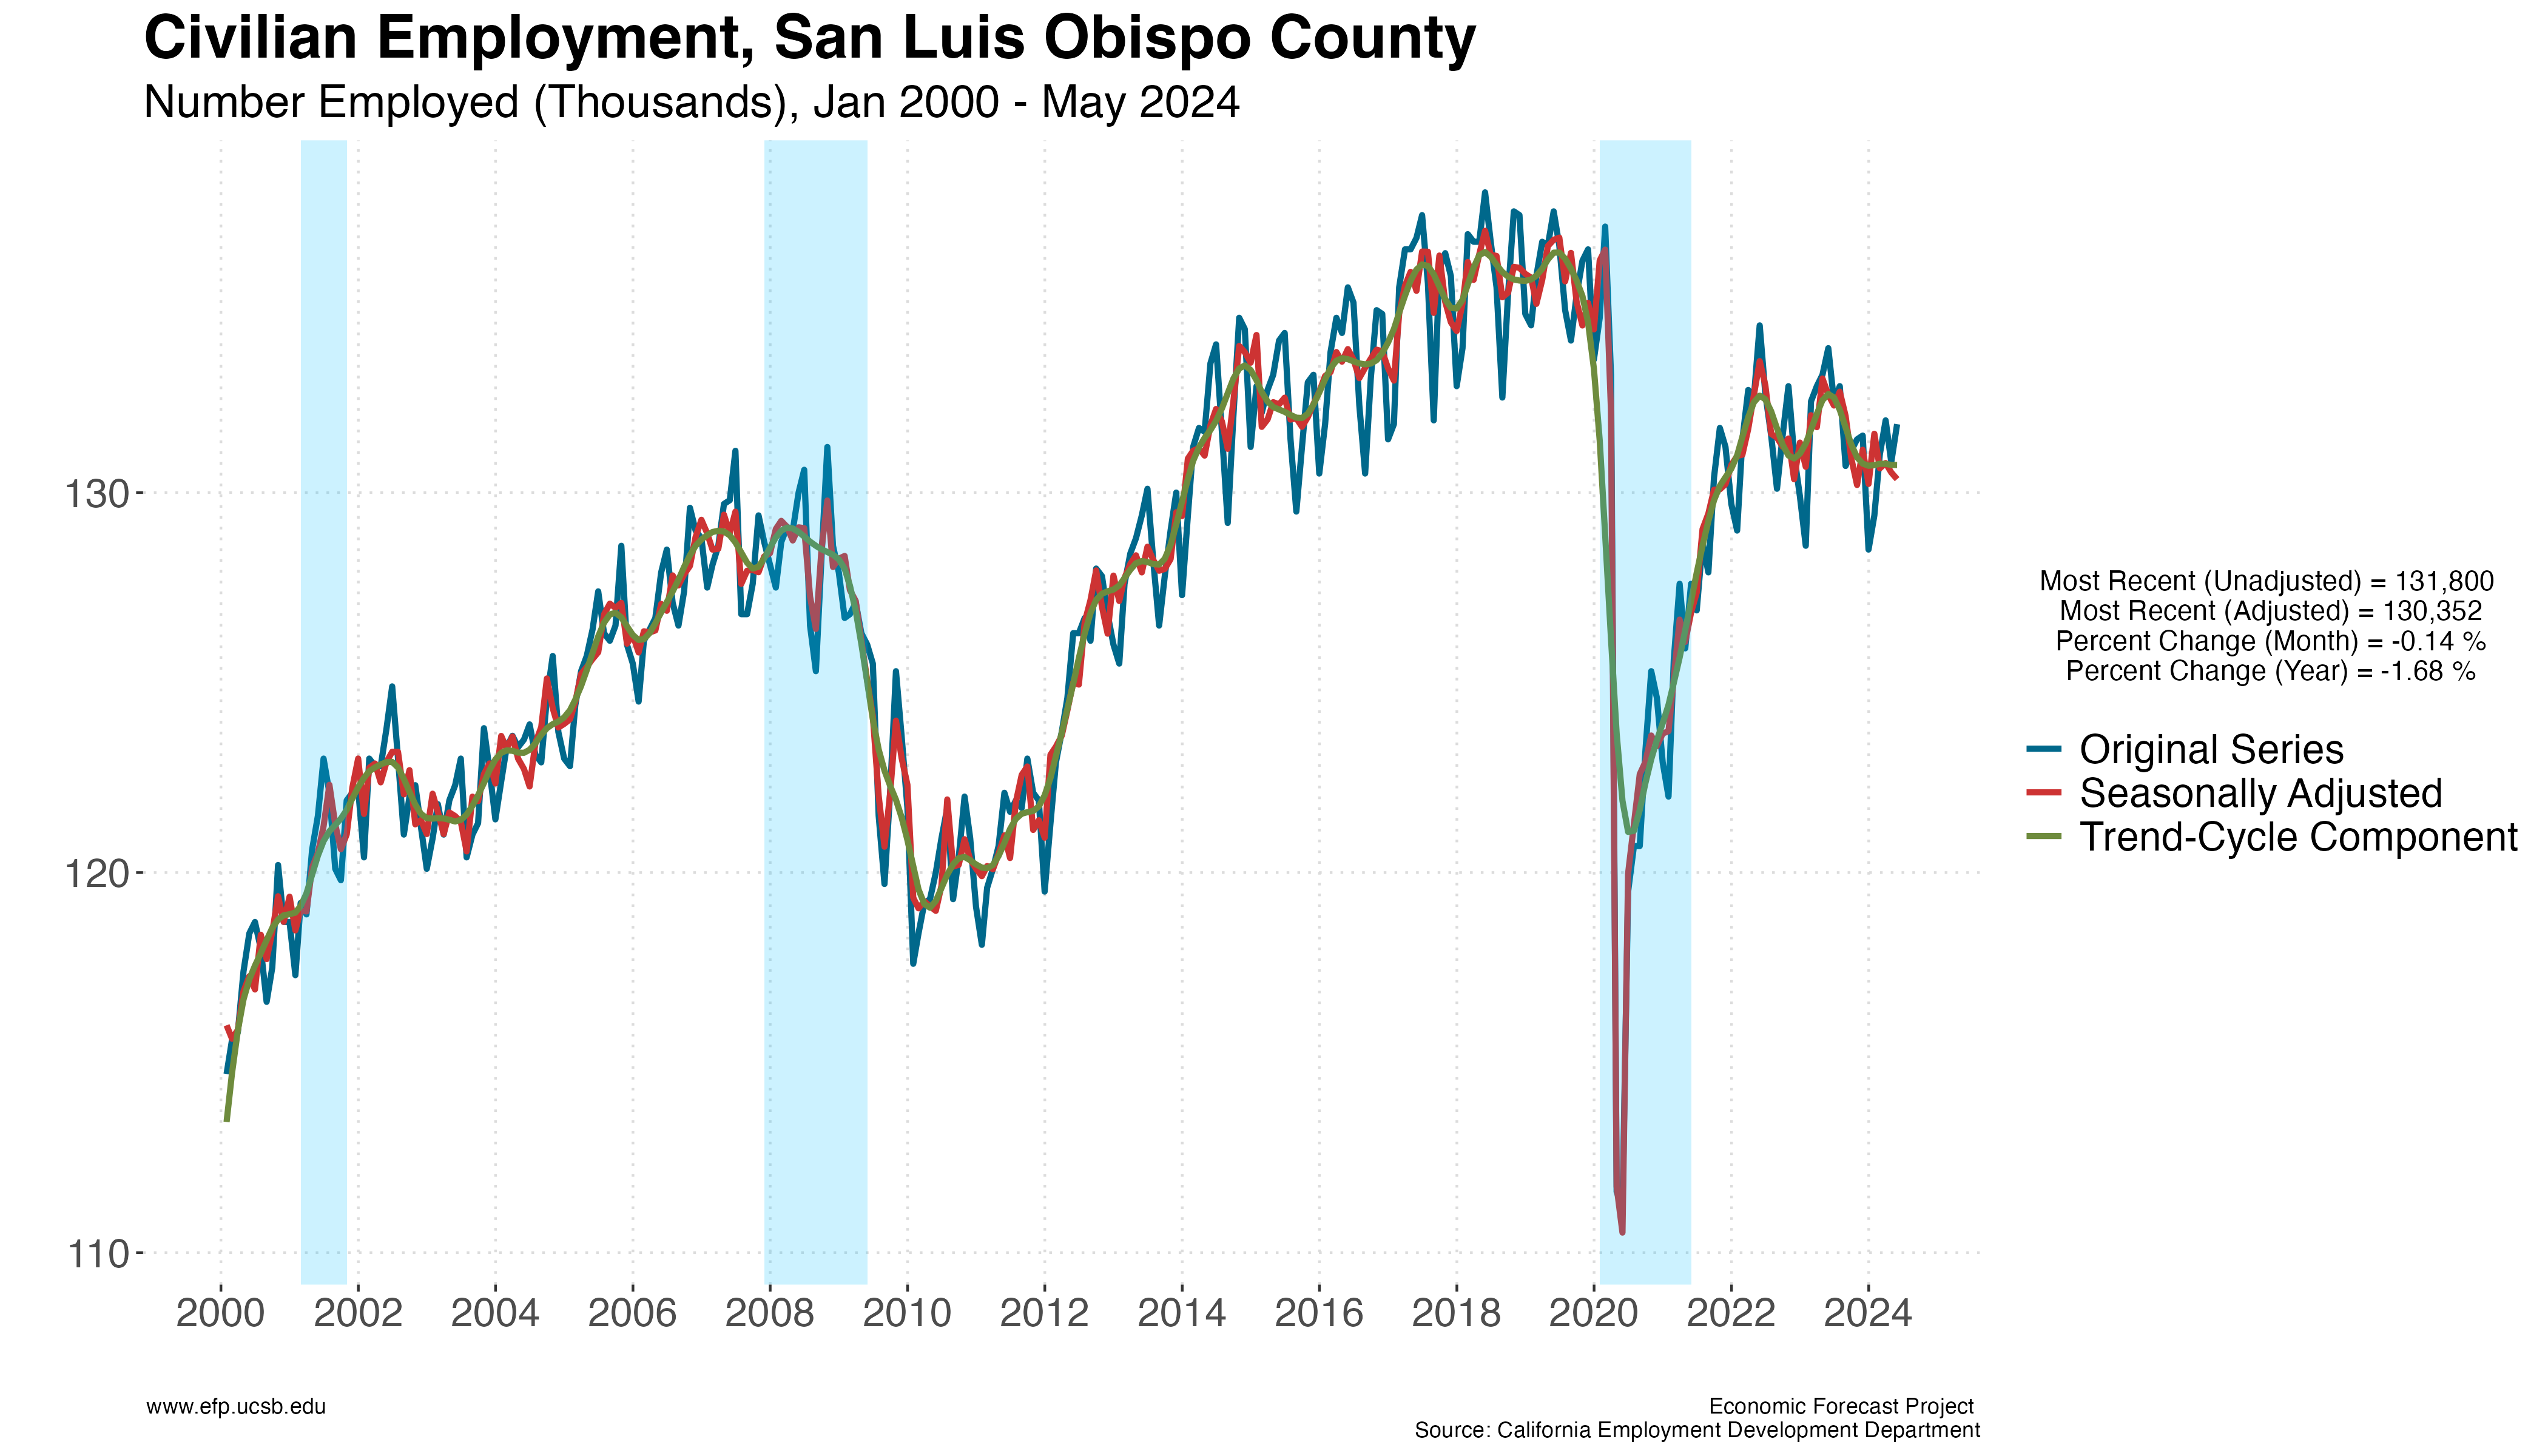 Civilian Employment, San Luis Obispo County
Number Employed (Thousands), Jan 2000 - May 2024
130
120
110
2000 2002 2004 2006 2008 2010 2012 2014 2016 2018 2020 2022 2024
Most Recent (Unadjusted) = 131,800
Most Recent (Adjusted) = 130,352
Percent Change (Month) = -0.14 %
Percent Change (Year) = -1.68 %
Original Series
Seasonally Adjusted
Trend-Cycle Component
www.efp.ucsb.edu
Economic Forecast Project
Source: California Employment Development Department